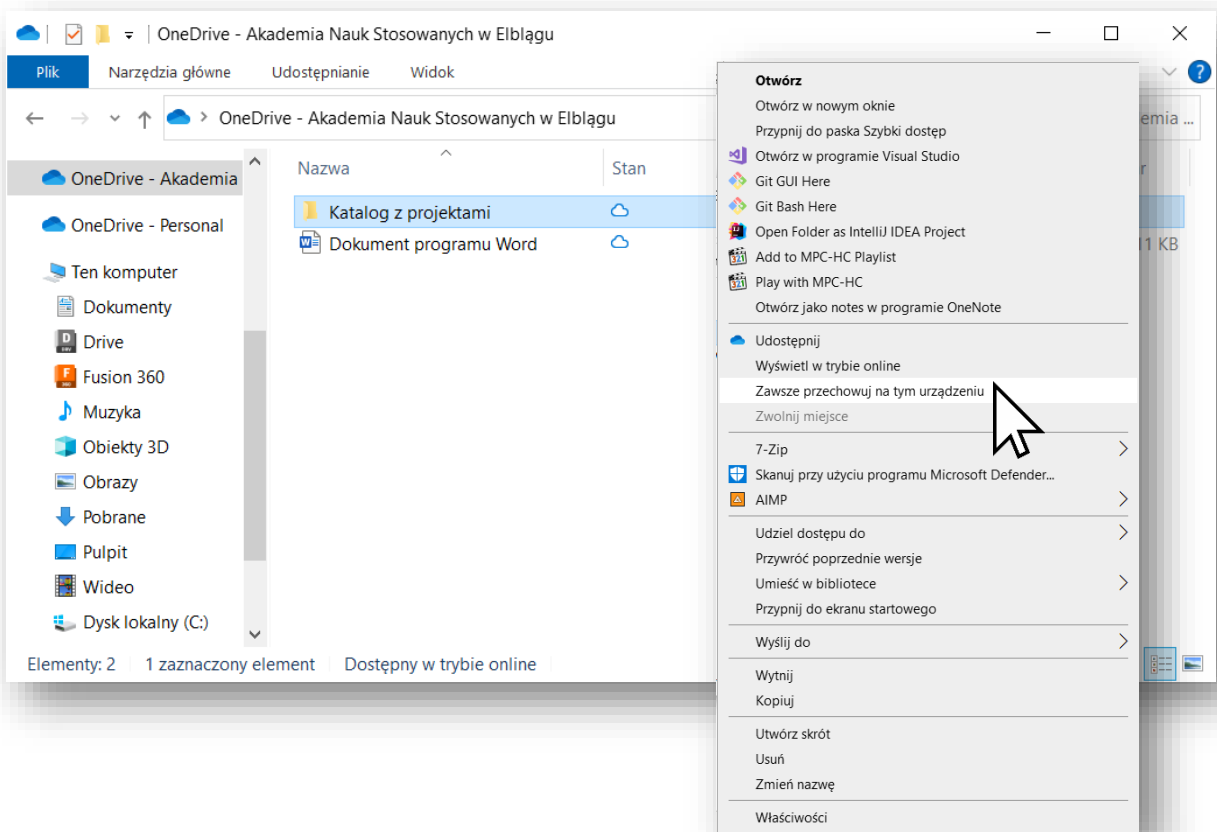 OneDrive - Akademia Nauk Stosowanych w Elblągu
Plik Narzędzia główne Udostępnianie Widok
OneDrive - Akademia Nauk Stosowanych w Elblągu
emia ...
OneDrive - Akademia
OneDrive - Personal
Ten komputer
Dokumenty
Drive
Fusion 360
Muzyka
Obiekty 3D
Obrazy
Pobrane
Pulpit
Wideo
Dysk lokalny (C:)
Nazwa Stan r
Katalog z projektami
Dokument programu Word 11 KB
Elementy: 2 1 zaznaczony element Dostępny w trybie online
Otwórz
Otwórz w nowym oknie
Przypnij do paska Szybki dostęp
Otwórz w programie Visual Studio
Git GUI Here
Git Bash Here
Open Folder as IntelliJ IDEA Project
Add to MPC-HC Playlist
Play with MPC-HC
Otwórz jako notes w programie OneNote
Udostępnij
Wyświetl w trybie online
Zawsze przechowuj na tym urządzeniu
Zwolnij miejsce
7-Zip
Skanuj przy użyciu programu Microsoft Defender...
AIMP
Udziel dostępu do
Przywróć poprzednie wersje
Umieść w bibliotece
Przypnij do ekranu startowego
Wyślij do
Wytnij
Kopiuj
Utwórz skrót
Usuń
Zmień nazwę
Właściwości